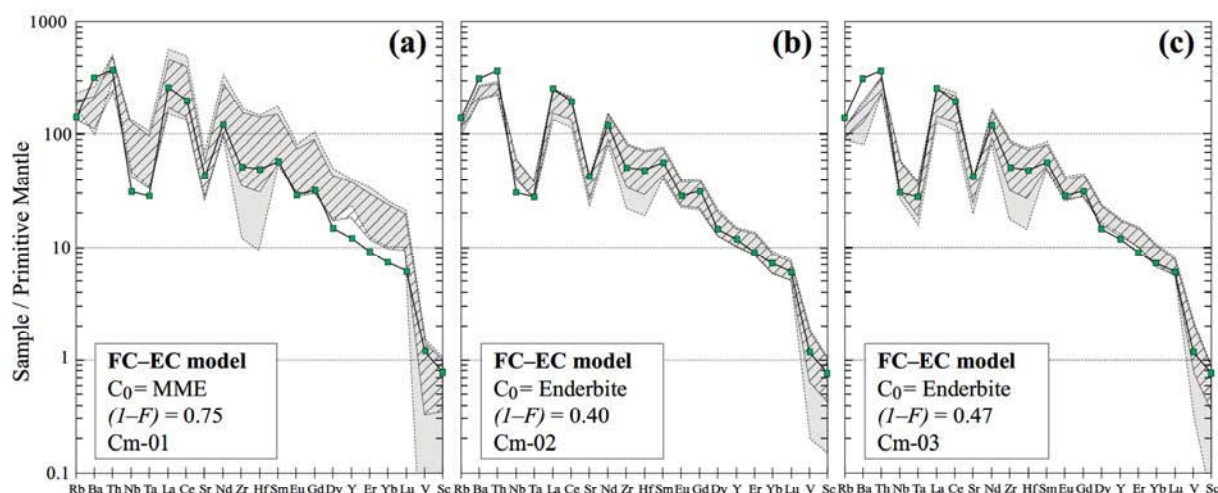 1000
100
10
1
0.1
Sample / Primitive Mantle
(a)
FC–EC model
C₀= MME
(1–F) = 0.75
Cm-01
Rb Ba Th Nb Ta La Ce Sr Nd Zr Hf Sm Eu Gd Dy Y Er Yb Lu V Sc
(b)
FC–EC model
C₀= Enderbite
(1–F) = 0.40
Cm-02
Rb Ba Th Nb Ta La Ce Sr Nd Zr Hf Sm Eu Gd Dy Y Er Yb Lu V Sc
(c)
FC–EC model
C₀= Enderbite
(1–F) = 0.47
Cm-03
Rb Ba Th Nb Ta La Ce Sr Nd Zr Hf Sm Eu Gd Dy Y Er Yb Lu V Sc